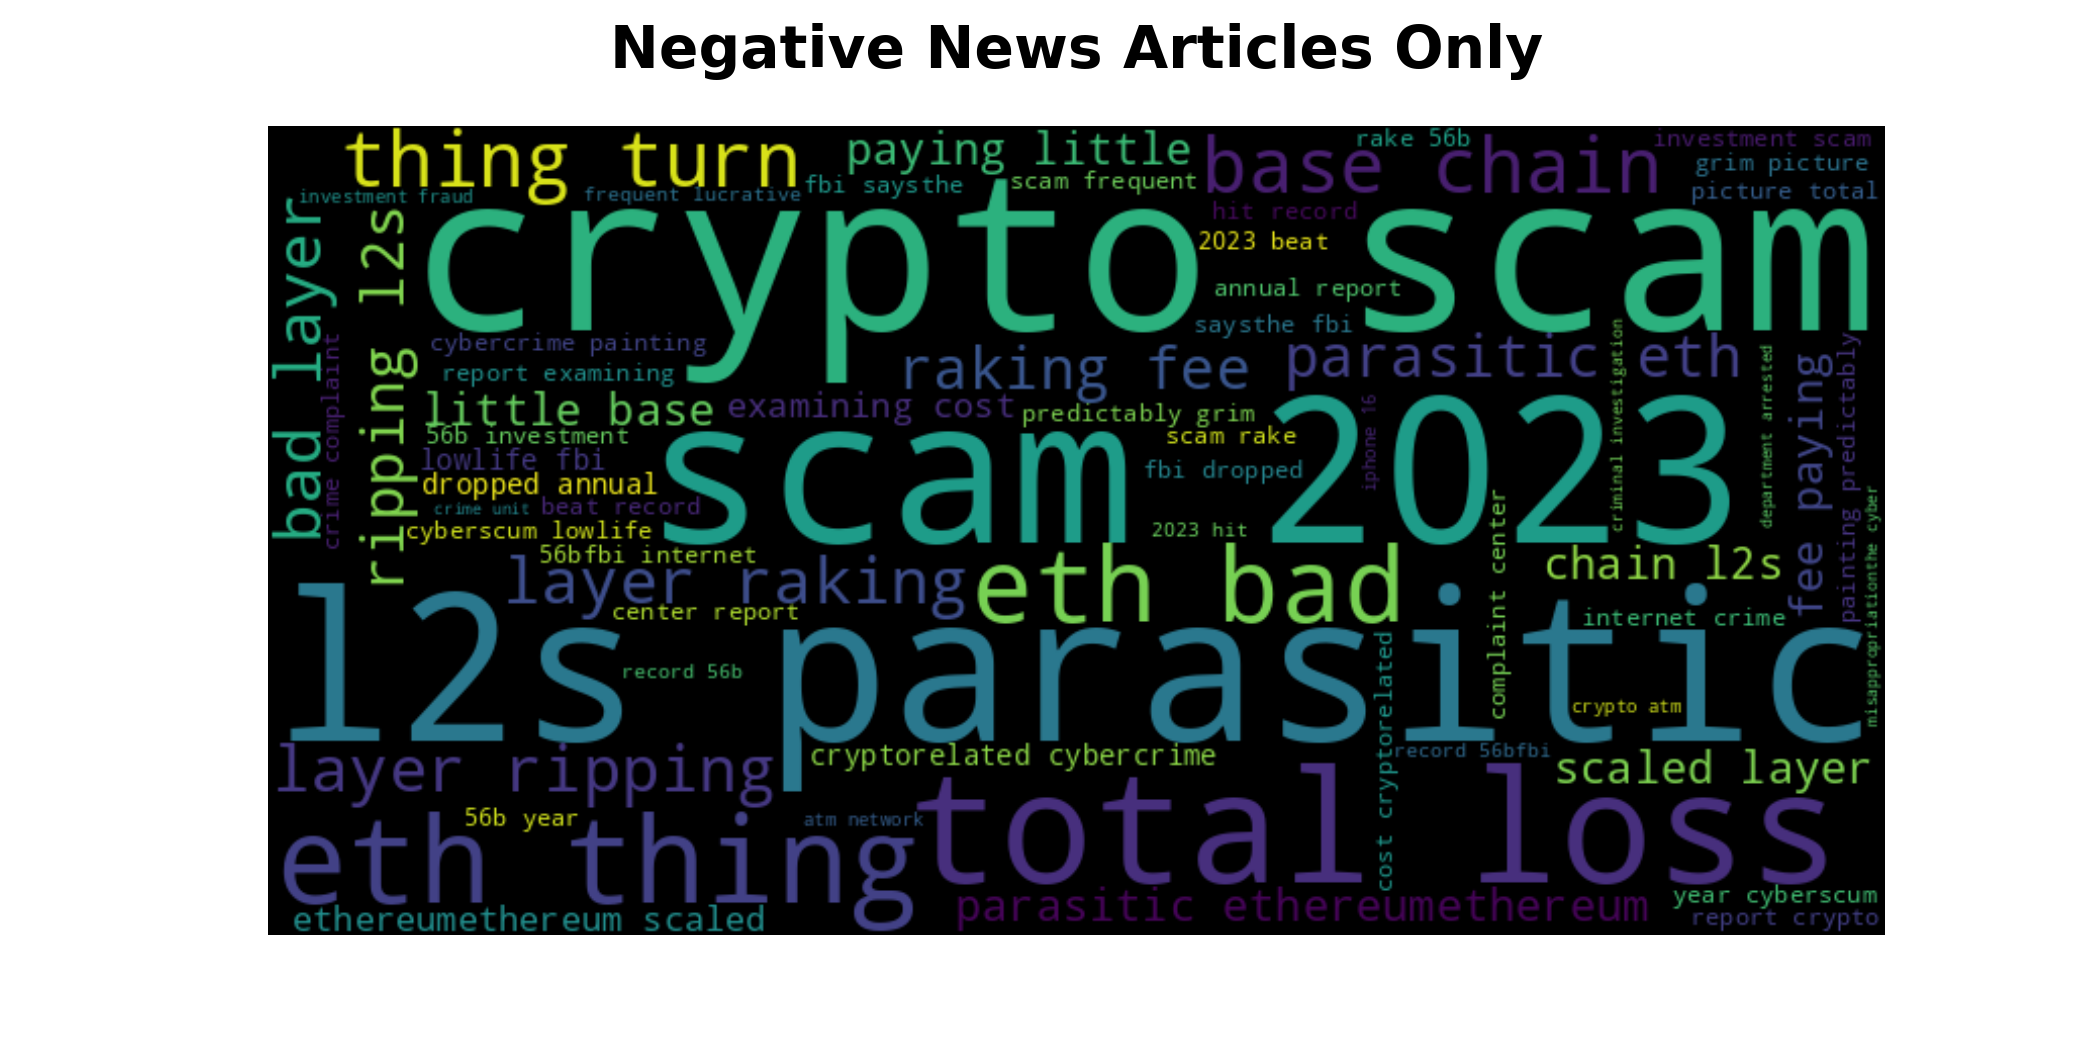 Negative News Articles Only
thing turn
paying little
rake 56b
investment scam
base chain
grim picture
investment fraud
frequent lucrative
fbi saysthe
scam frequent
picture total
hit record
crypto scam
2023 beat
annual report
saysthe fbi
bad layer
ripping l2s
crime complaint
cybercrime painting
report examining
raking fee
parasitic eth
criminal investigation
department arrested
fee paying
painting predictably
little base
examining cost
predictably grim
iphone 16
56b investment
scam rake
scam 2023
lowlife fbi
fbi dropped
dropped annual
crime unit
beat record
cyberscum lowlife
2023 hit
complaint center
misappropriationthe cyber
56bfbi internet
layer raking
eth bad
chain l2s
center report
internet crime
l2s parasitic
record 56b
crypto atm
cost cryptorelated
layer ripping
cryptorelated cybercrime
record 56bfbi
scaled layer
56b year
atm network
total loss
eth thing
parasitic ethereumethereum
year cyberscum
ethereumethereum scaled
report crypto